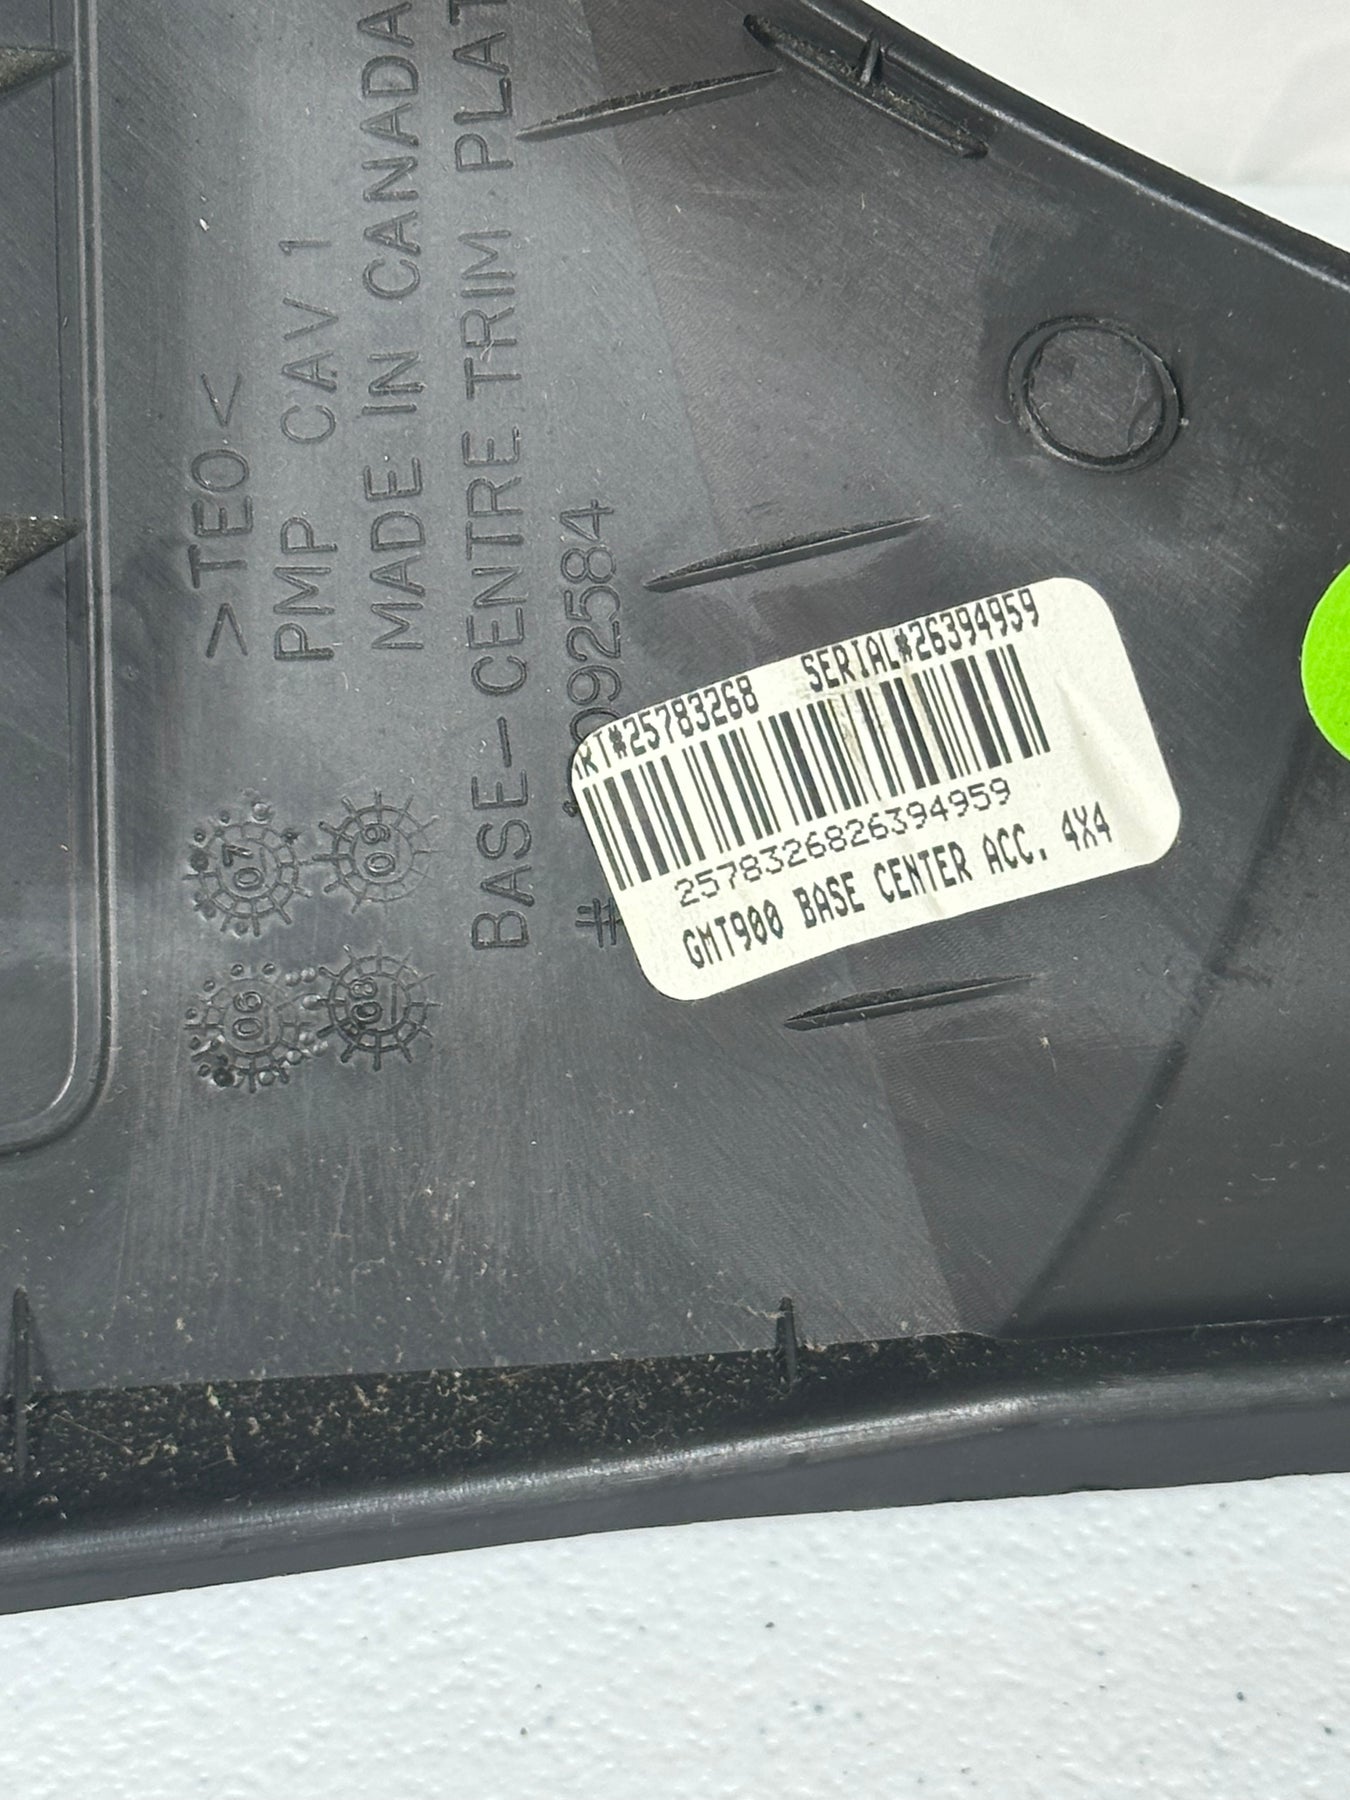 >TEO<
PMP CAV 1
MADE IN CANADA
BASE-CENTRE TRIM PLAT
# 092584
07
09
06
08
RT#25783268 SERIAL#26394959
2578326826394959
GMT900 BASE CENTER ACC. 4X4